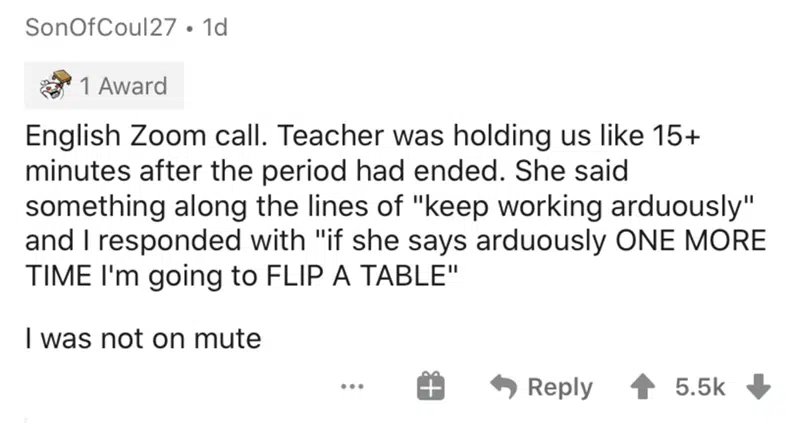 SonOfCoul27 • 1d
1 Award
English Zoom call. Teacher was holding us like 15+
minutes after the period had ended. She said
something along the lines of "keep working arduously"
and I responded with "if she says arduously ONE MORE
TIME I'm going to FLIP A TABLE"
I was not on mute
... Reply 5.5k